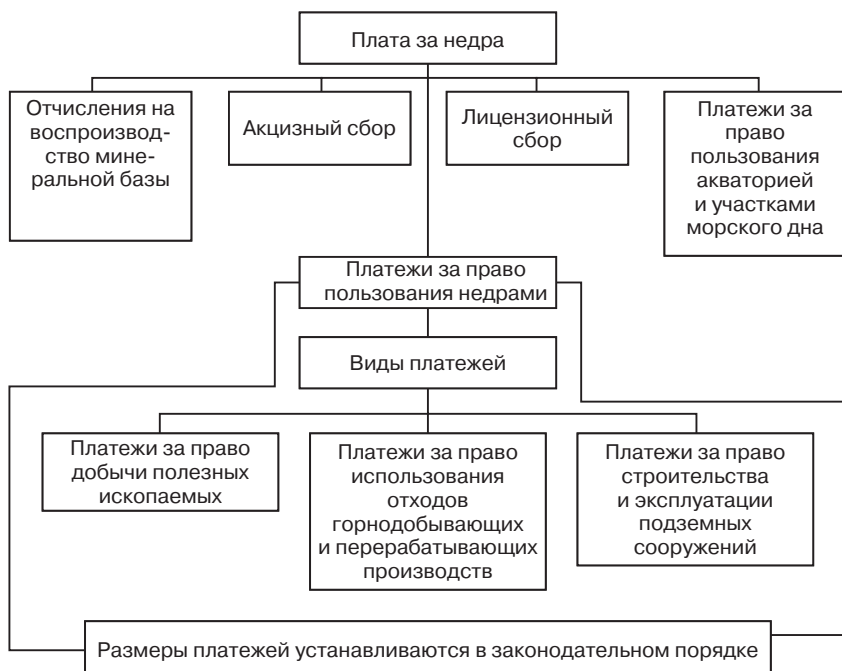 Плата за недра
Отчисления на
воспроизвод-
ство мине-
ральной базы
Акцизный сбор
Лицензионный
сбор
Платежи за
право
пользования
акваторией
и участками
морского дна
Платежи за право
пользования недрами
Виды платежей
Платежи за право
добычи полезных
ископаемых
Платежи за право
использования
отходов
горнодобывающих
и перерабатывающих
производств
Платежи за право
строительства
и эксплуатации
подземных
сооружений
Размеры платежей устанавливаются в законодательном порядке